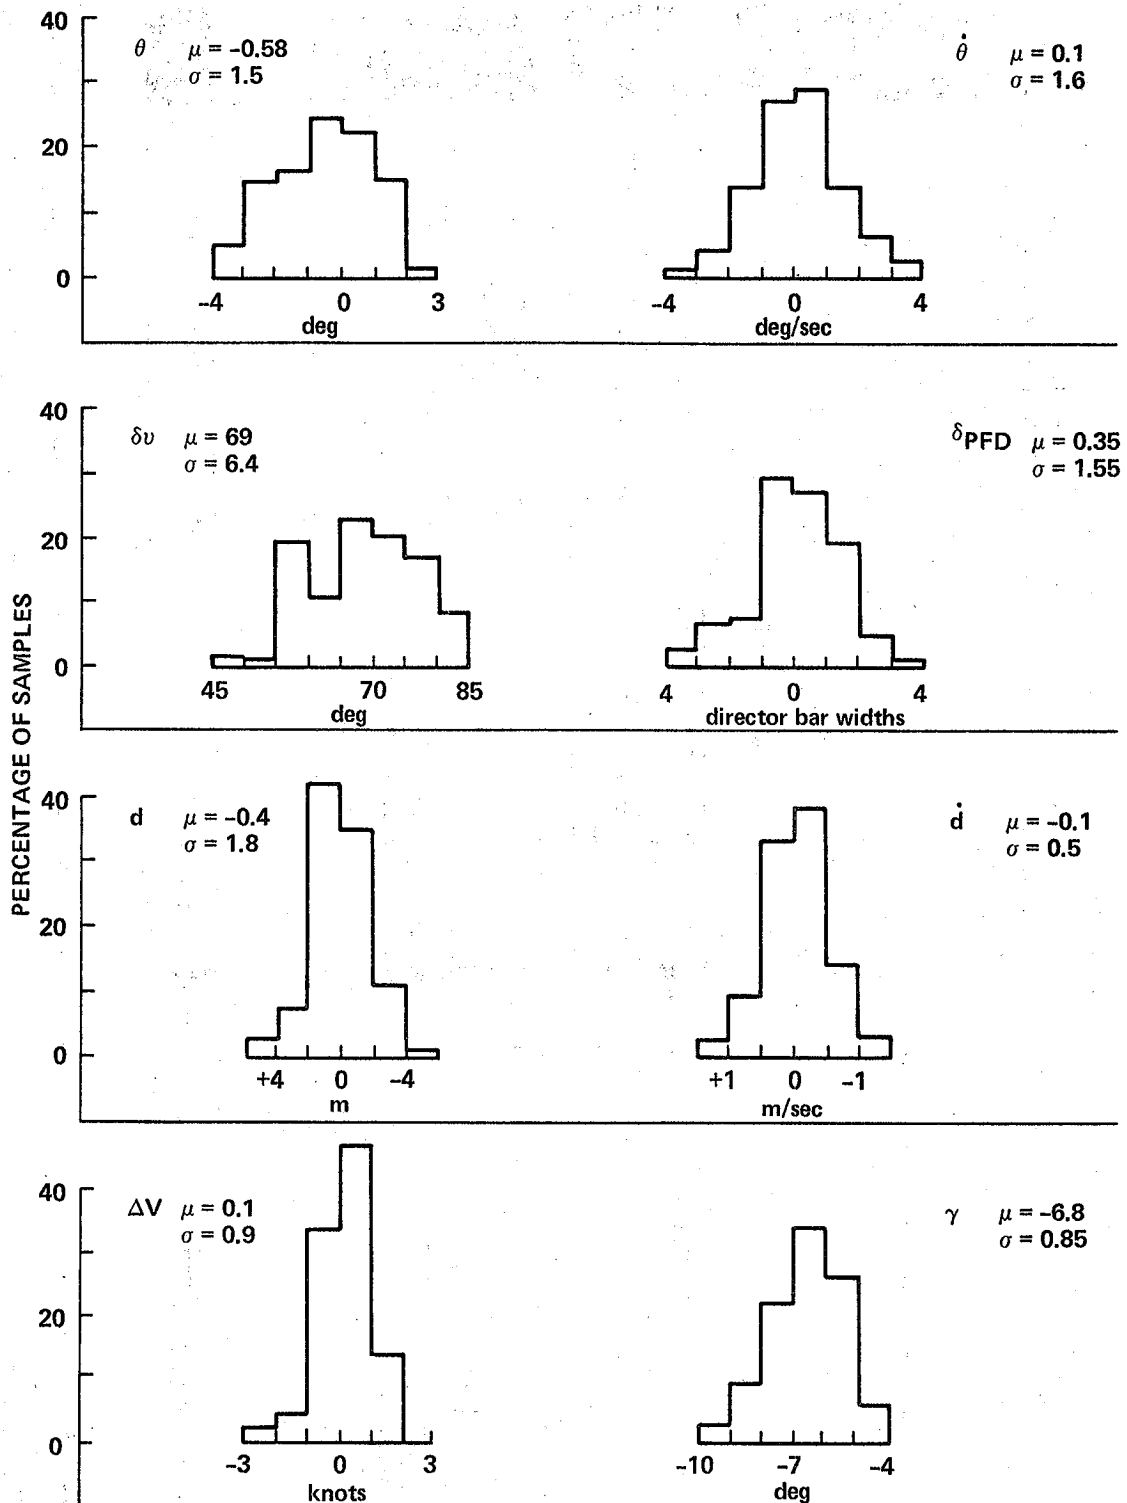 PERCENTAGE OF SAMPLES
40
20
0
θ μ = -0.58
σ = 1.5
-4 0 3
deg
θ̇ μ = 0.1
σ = 1.6
-4 0 4
deg/sec
40
20
0
δυ μ = 69
σ = 6.4
45 70 85
deg
δPFD μ = 0.35
σ = 1.55
4 0 4
director bar widths
40
20
0
d μ = -0.4
σ = 1.8
+4 0 -4
m
ḋ μ = -0.1
σ = 0.5
+1 0 -1
m/sec
40
20
0
ΔV μ = 0.1
σ = 0.9
-3 0 3
knots
γ μ = -6.8
σ = 0.85
-10 -7 -4
deg